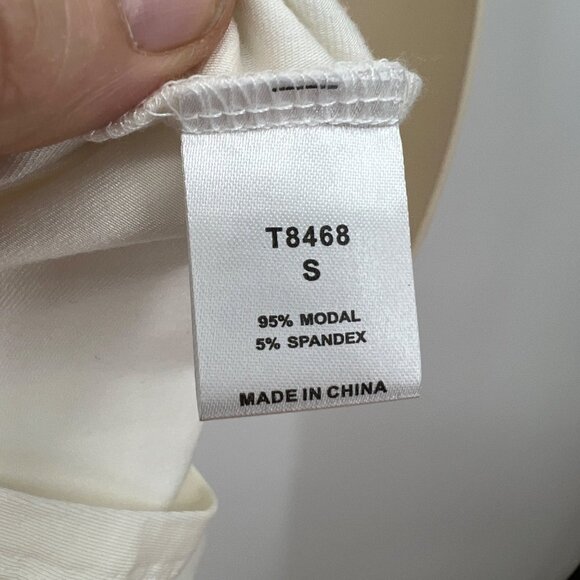 T8468
S
95% MODAL
5% SPANDEX
MADE IN CHINA